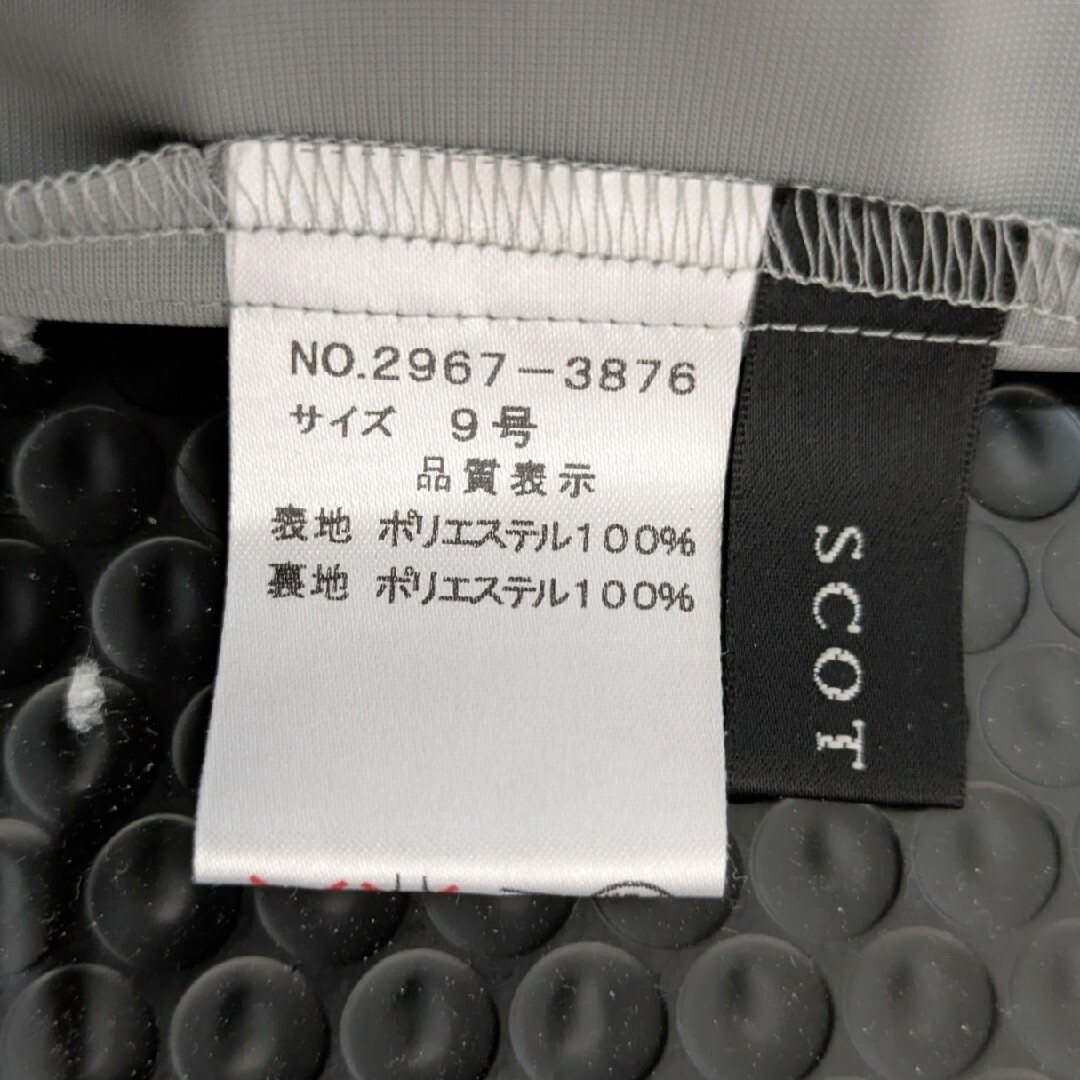 NO.2967-3876
サイズ 9号
品質表示
表地 ポリエステル100%
裏地 ポリエステル100%
SCOT